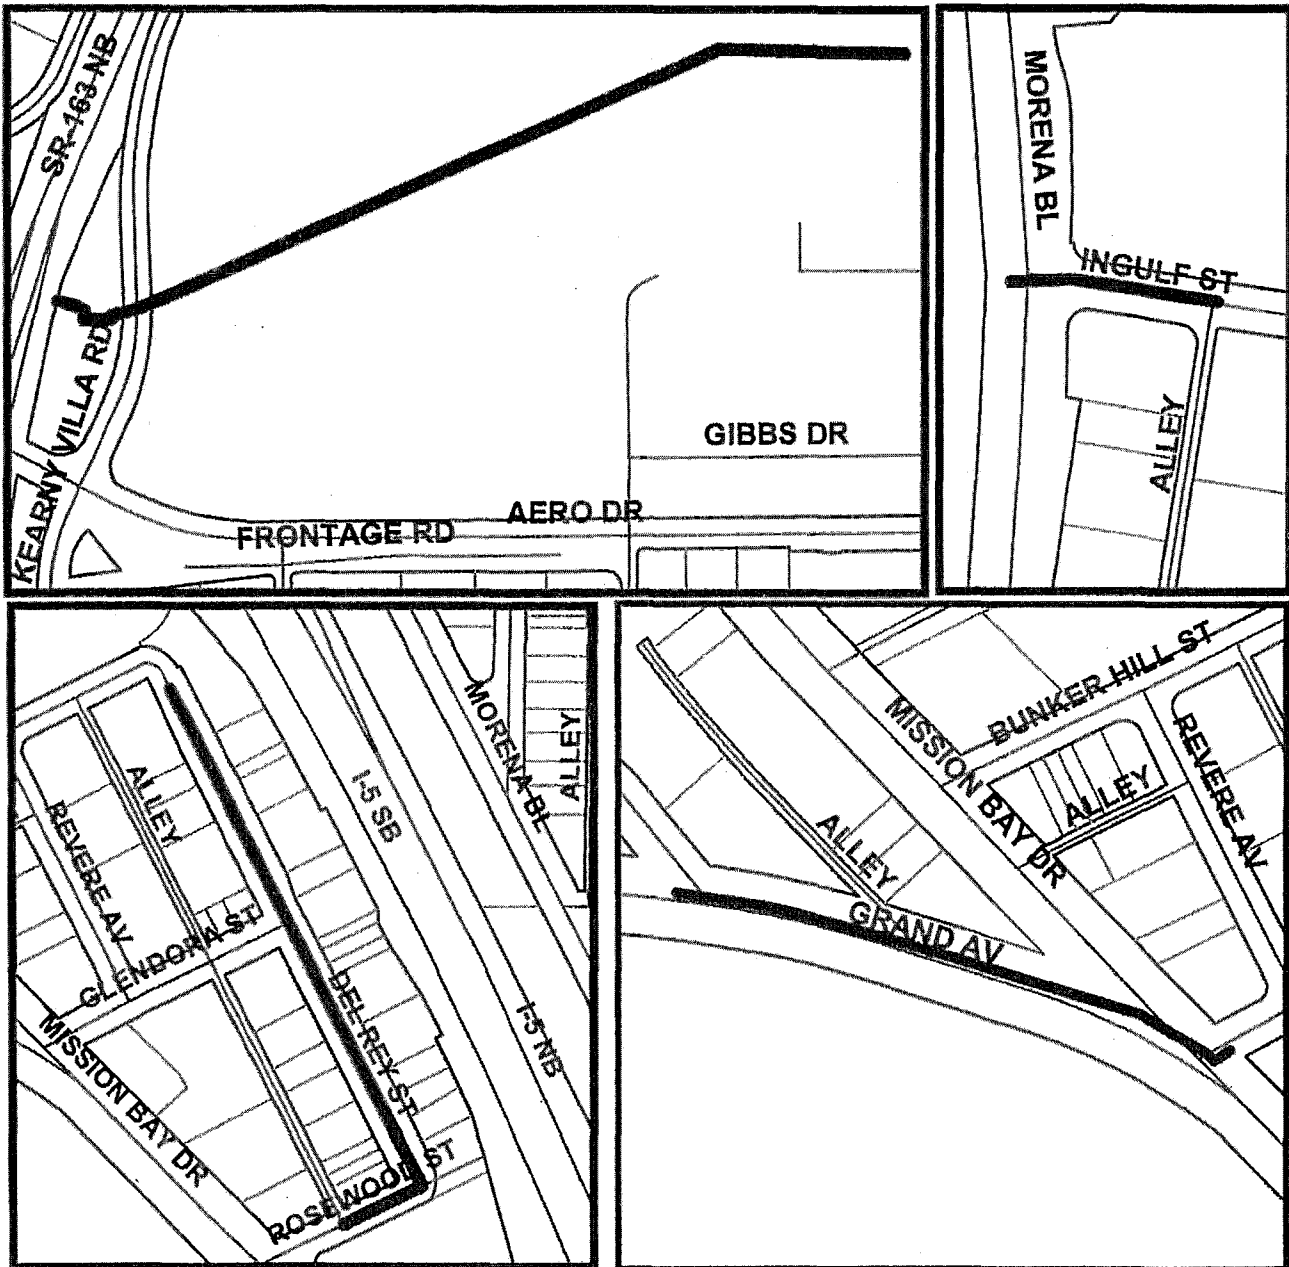 SR-163 NB
KEARNY VILLA RD
GIBBS DR
AERO DR
FRONTAGE RD
MORENA BL
INGULF ST
ALLEY
MORENA BL
ALLEY
I-5 SB
ALLEY
REVERE AV
GLENDORA ST
DEL REY ST
I-5 NB
MISSION BAY DR
ROSEWOOD ST
BUNKER HILL ST
MISSION BAY DR
REVERE AV
ALLEY
ALLEY
GRAND AV